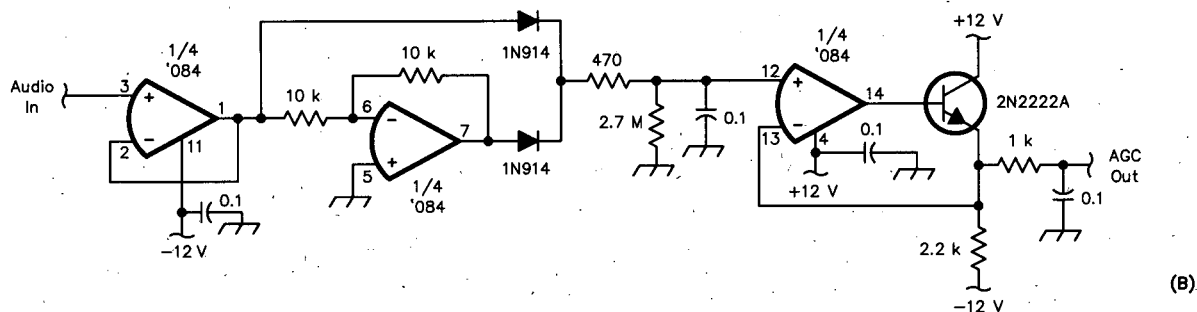 Audio
In
3
+
−
2
1/4
'084
1
11
0.1
−12 V
10 k
10 k
6
−
+
5
7
1/4
'084
1N914
1N914
470
2.7 M
0.1
12
+
−
13
1/4
'084
14
4
0.1
+12 V
+12 V
2N2222A
1 k
AGC
Out
0.1
2.2 k
−12 V
(B)